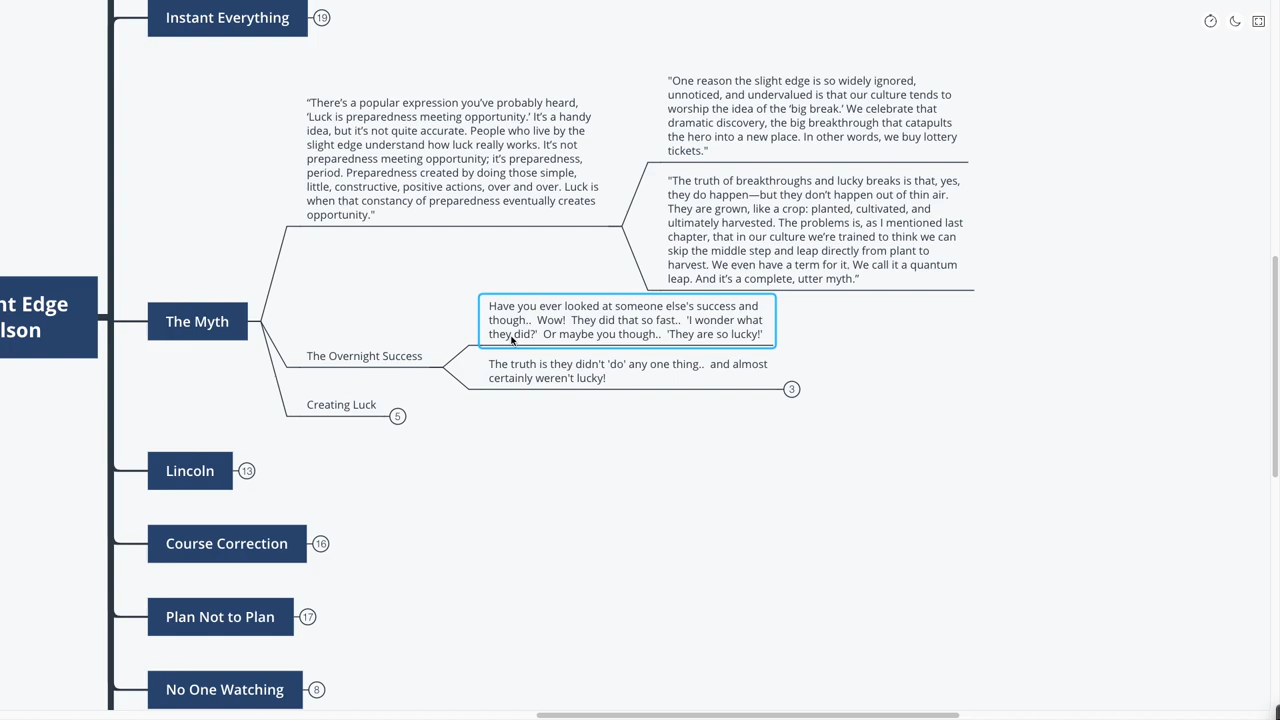 Instant Everything
19
"One reason the slight edge is so widely ignored,
unnoticed, and undervalued is that our culture tends to
worship the idea of the ‘big break.’ We celebrate that
dramatic discovery, the big breakthrough that catapults
the hero into a new place. In other words, we buy lottery
tickets."
“There’s a popular expression you’ve probably heard,
‘Luck is preparedness meeting opportunity.’ It’s a handy
idea, but it’s not quite accurate. People who live by the
slight edge understand how luck really works. It’s not
preparedness meeting opportunity; it’s preparedness,
period. Preparedness created by doing those simple,
little, constructive, positive actions, over and over. Luck is
when that constancy of preparedness eventually creates
opportunity."
"The truth of breakthroughs and lucky breaks is that, yes,
they do happen—but they don’t happen out of thin air.
They are grown, like a crop: planted, cultivated, and
ultimately harvested. The problems is, as I mentioned last
chapter, that in our culture we’re trained to think we can
skip the middle step and leap directly from plant to
harvest. We even have a term for it. We call it a quantum
leap. And it’s a complete, utter myth.”
nt Edge
lson
The Myth
Have you ever looked at someone else's success and
though.. Wow! They did that so fast.. 'I wonder what
they did?' Or maybe you though.. 'They are so lucky!'
The Overnight Success
The truth is they didn't 'do' any one thing.. and almost
certainly weren't lucky!
3
Creating Luck
5
Lincoln
13
Course Correction
16
Plan Not to Plan
17
No One Watching
8